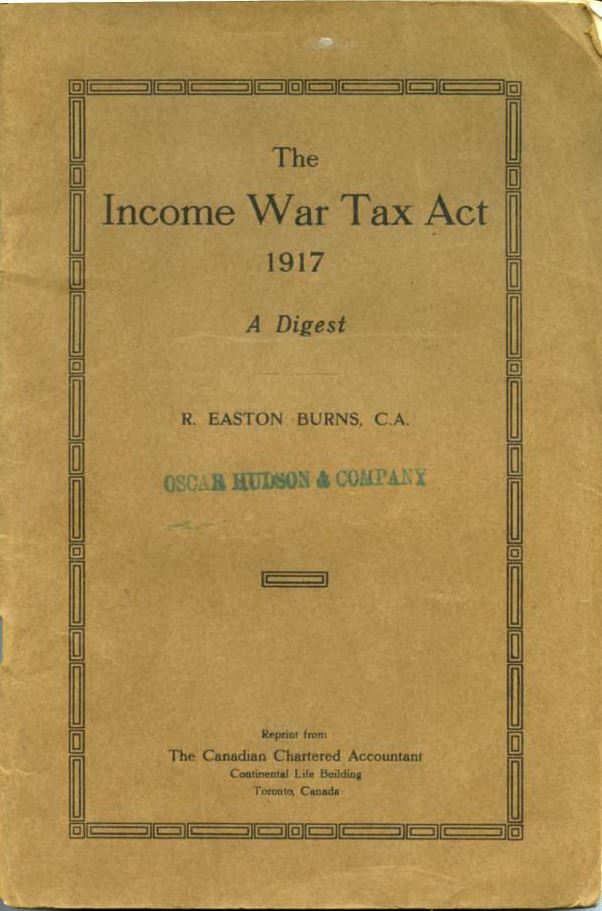 The
Income War Tax Act
1917
A Digest
R. EASTON BURNS, C.A.
OSCAR HUDSON & COMPANY
Reprint from
The Canadian Chartered Accountant
Continental Life Building
Toronto, Canada